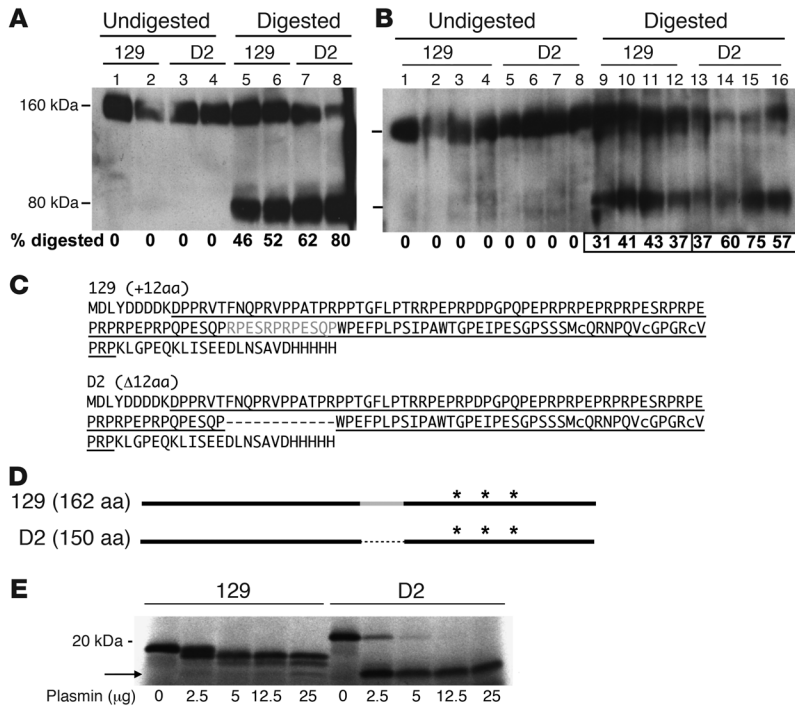 A
Undigested Digested
129 D2 129 D2
1 2 3 4 5 6 7 8
160 kDa
80 kDa
% digested 0 0 0 0 46 52 62 80
B
Undigested Digested
129 D2 129 D2
1 2 3 4 5 6 7 8 9 10 11 12 13 14 15 16
0 0 0 0 0 0 0 0 31 41 43 37 37 60 75 57
C
129 (+12aa)
MDLYDDDDKDPPRVTFNQPRVPPATPRPPTGFLPTRRPEPRPDPGPQPEPRPRPEPRPRPESRPRPE
PRPRPEPRPQPESQPRPESRPRPESQPWPEFPLPSIPAWTGPEIPESGPSSSMcQRNPQVcGPGRcV
PRPKLGPEQKLISEEDLNSAVDHHHHH
D2 (Δ12aa)
MDLYDDDDKDPPRVTFNQPRVPPATPRPPTGFLPTRRPEPRPDPGPQPEPRPRPEPRPRPESRPRPE
PRPRPEPRPQPESQP------------WPEFPLPSIPAWTGPEIPESGPSSSMcQRNPQVcGPGRcV
PRPKLGPEQKLISEEDLNSAVDHHHHH
D
129 (162 aa) * * *
D2 (150 aa) * * *
E
129 D2
20 kDa -
Plasmin (μg) 0 2.5 5 12.5 25 0 2.5 5 12.5 25